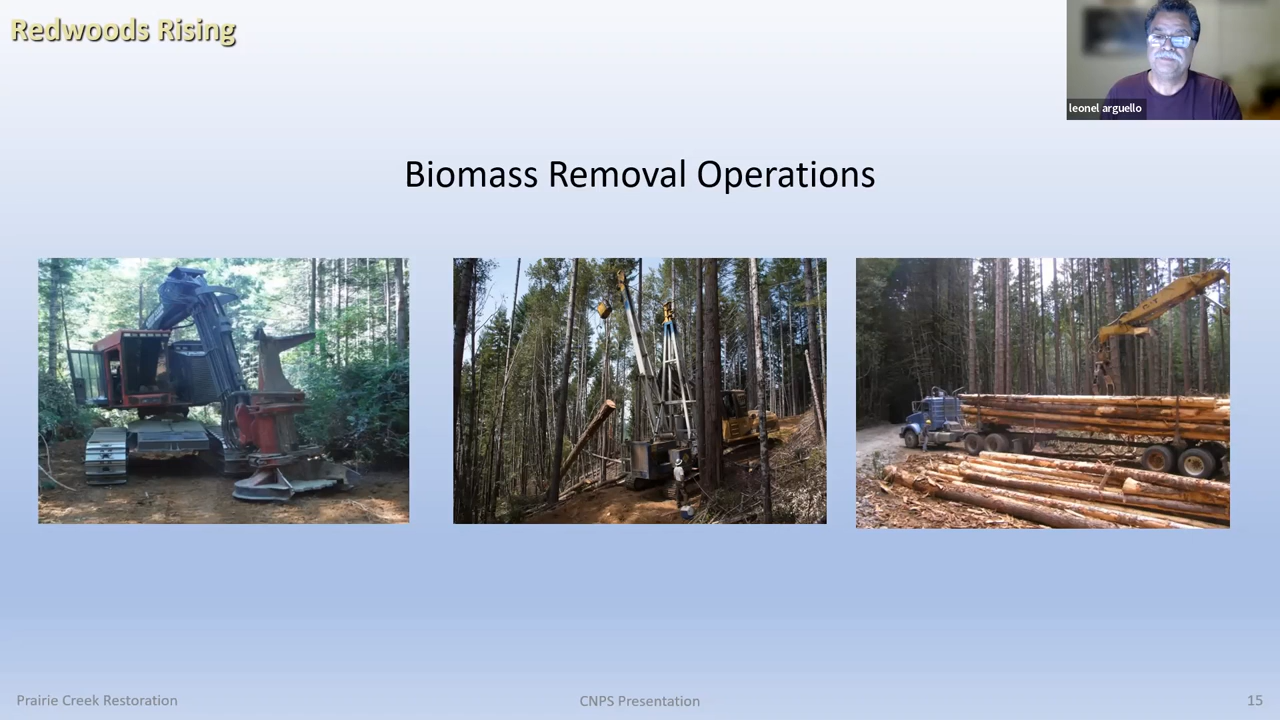 Redwoods Rising
leonel arguello
Biomass Removal Operations
Prairie Creek Restoration
CNPS Presentation
15